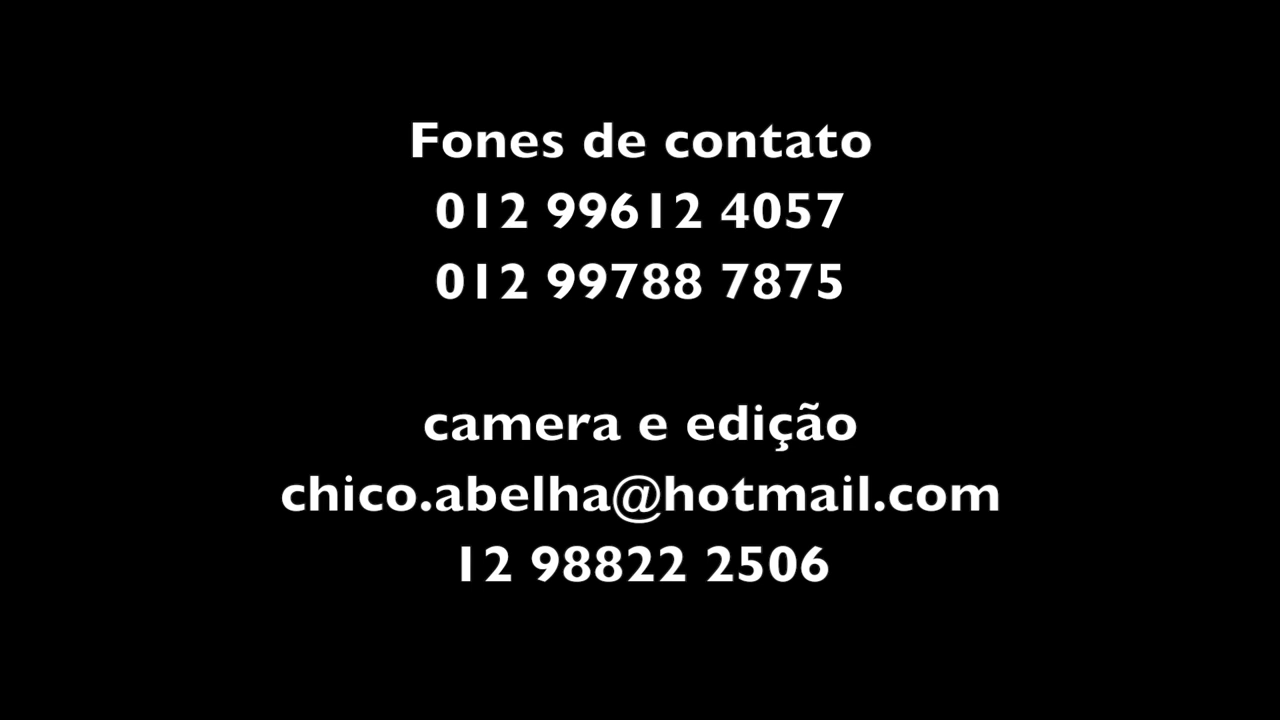 Fones de contato
012 99612 4057
012 99788 7875
camera e edição
chico.abelha@hotmail.com
12 98822 2506